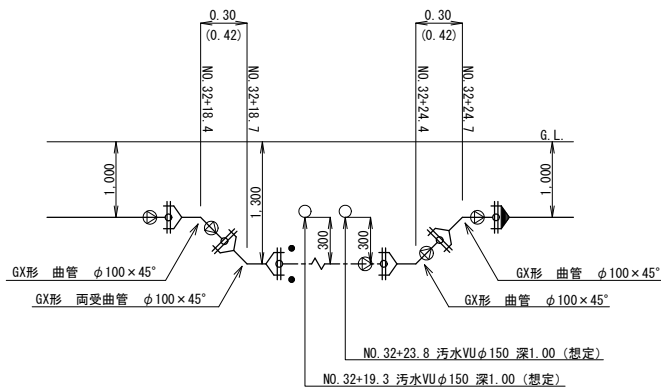 0.30
(0.42)
0.30
(0.42)
NO.32+18.4
NO.32+18.7
NO.32+24.4
NO.32+24.7
G.L.
1,000
1,300
1,000
300
300
GX形　曲管　φ100×45°
GX形　両受曲管　φ100×45°
GX形　曲管　φ100×45°
GX形　曲管　φ100×45°
NO.32+23.8 汚水VUφ150 深1.00 (想定)
NO.32+19.3 汚水VUφ150 深1.00 (想定)